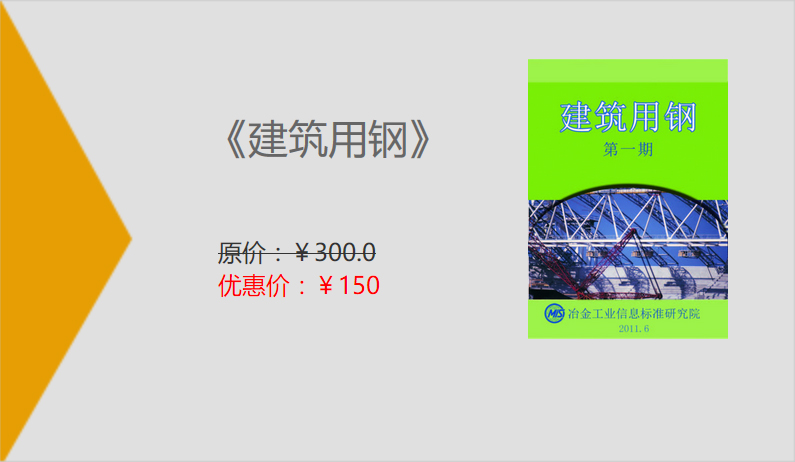 《建筑用钢》
原价：￥300.0
优惠价：￥150
建筑用钢
第一期
MIS 冶金工业信息标准研究院
2011.6